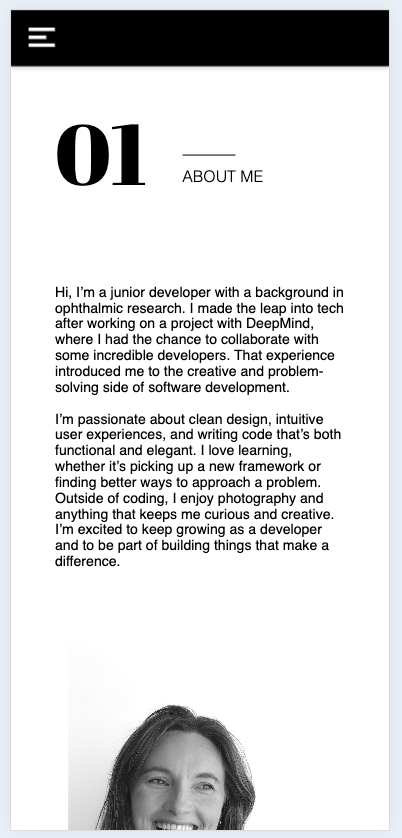 01
ABOUT ME
Hi, I’m a junior developer with a background in
ophthalmic research. I made the leap into tech
after working on a project with DeepMind,
where I had the chance to collaborate with
some incredible developers. That experience
introduced me to the creative and problem-
solving side of software development.
I’m passionate about clean design, intuitive
user experiences, and writing code that’s both
functional and elegant. I love learning,
whether it’s picking up a new framework or
finding better ways to approach a problem.
Outside of coding, I enjoy photography and
anything that keeps me curious and creative.
I’m excited to keep growing as a developer
and to be part of building things that make a
difference.